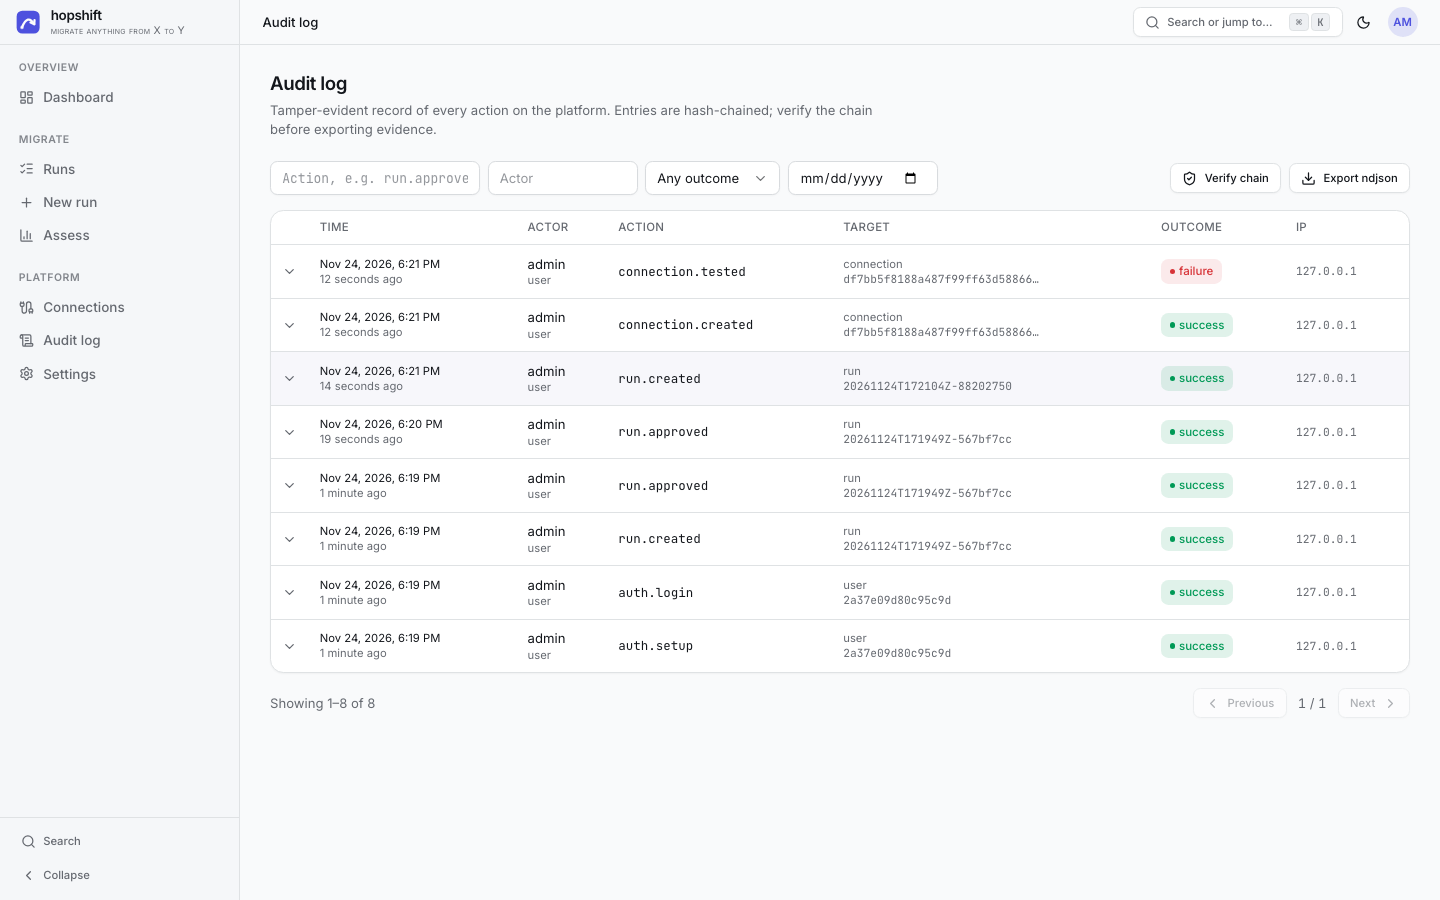 hopshift
migrate anything from X to Y
Audit log
Search or jump to...
⌘ K
AM
OVERVIEW
Dashboard
MIGRATE
Runs
New run
Assess
PLATFORM
Connections
Audit log
Settings
Search
Collapse
Audit log
Tamper-evident record of every action on the platform. Entries are hash-chained; verify the chain
before exporting evidence.
Action, e.g. run.approve
Actor
Any outcome
mm/dd/yyyy
Verify chain
Export ndjson
TIME ACTOR ACTION TARGET OUTCOME IP
Nov 24, 2026, 6:21 PM
12 seconds ago
admin
user
connection.tested
connection
df7bb5f8188a487f99ff63d58866…
failure
127.0.0.1
Nov 24, 2026, 6:21 PM
12 seconds ago
admin
user
connection.created
connection
df7bb5f8188a487f99ff63d58866…
success
127.0.0.1
Nov 24, 2026, 6:21 PM
14 seconds ago
admin
user
run.created
run
20261124T172104Z-88202750
success
127.0.0.1
Nov 24, 2026, 6:20 PM
19 seconds ago
admin
user
run.approved
run
20261124T171949Z-567bf7cc
success
127.0.0.1
Nov 24, 2026, 6:19 PM
1 minute ago
admin
user
run.approved
run
20261124T171949Z-567bf7cc
success
127.0.0.1
Nov 24, 2026, 6:19 PM
1 minute ago
admin
user
run.created
run
20261124T171949Z-567bf7cc
success
127.0.0.1
Nov 24, 2026, 6:19 PM
1 minute ago
admin
user
auth.login
user
2a37e09d80c95c9d
success
127.0.0.1
Nov 24, 2026, 6:19 PM
1 minute ago
admin
user
auth.setup
user
2a37e09d80c95c9d
success
127.0.0.1
Showing 1–8 of 8
Previous
1 / 1
Next